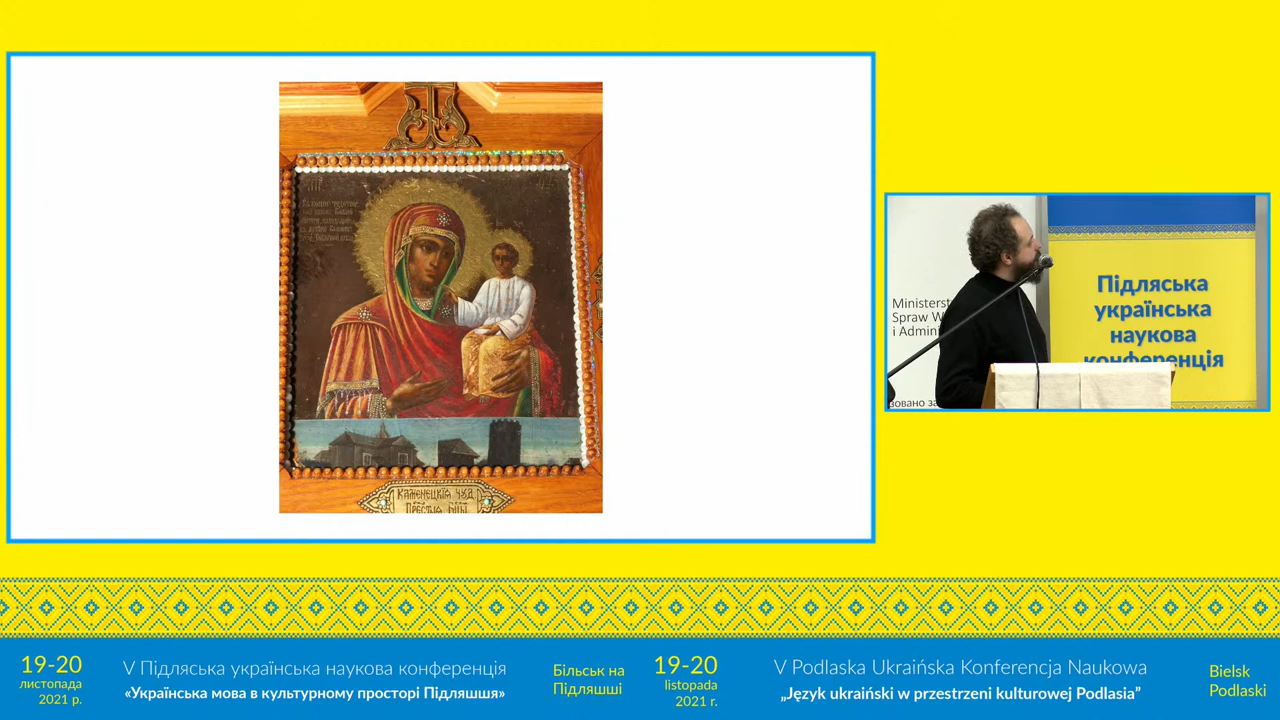 КАМЕНЕЦКІѦ ЧУД
Ministerst
Spraw W
i Admin
Підляська
українська
наукова
конференція
19-20
листопада
2021 р.
V Підляська українська наукова конференція
«Українська мова в культурному просторі Підляшшя»
Більськ на
Підляшші
19-20
listopada
2021 r.
V Podlaska Ukraińska Konferencja Naukowa
„Język ukraiński w przestrzeni kulturowej Podlasia”
Bielsk
Podlaski